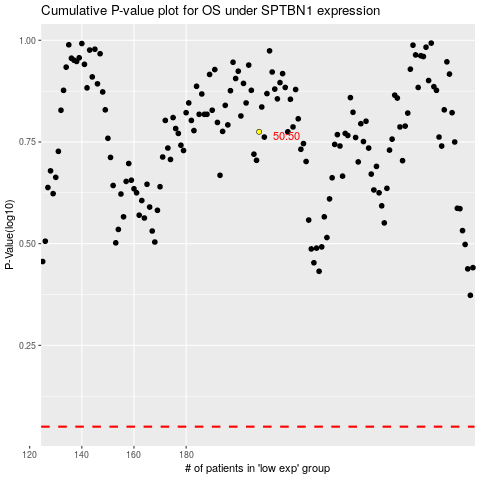 Cumulative P-value plot for OS under SPTBN1 expression
1.00
0.75
0.50
0.25
P-Value(log10)
50:50
120 140 160 180
# of patients in 'low exp' group